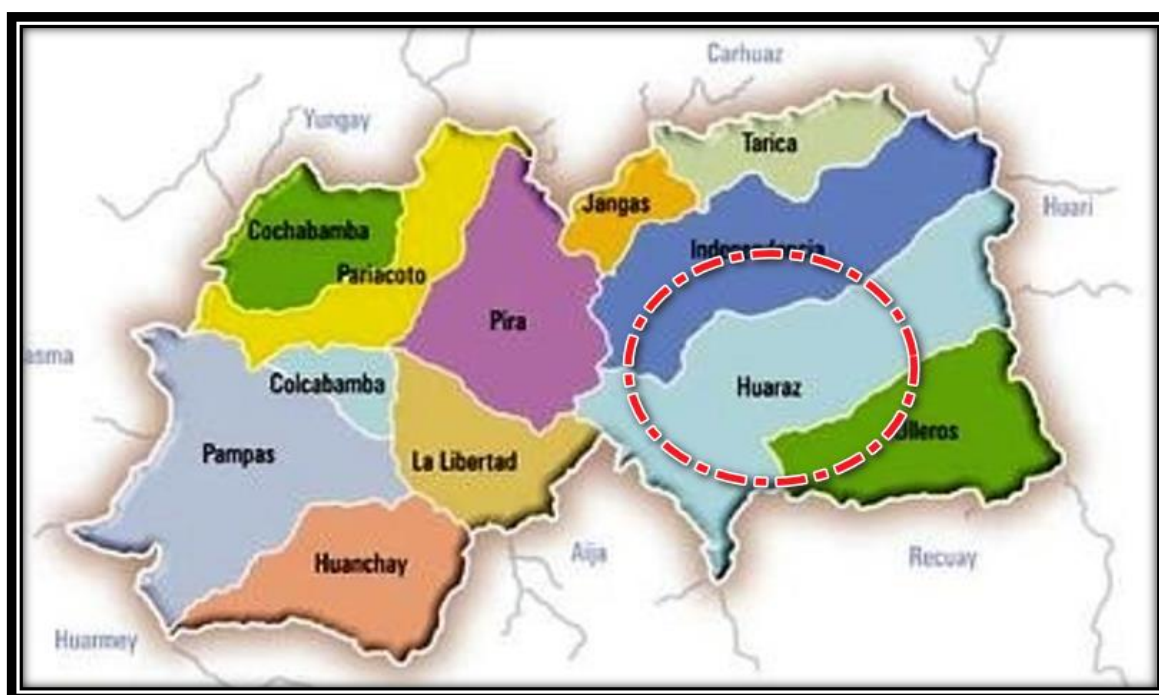 Carhuaz
Yungay
Tarica
Jangas
Huari
Cochabamba
Independencia
Pariacoto
Pira
asma
Colcabamba
Huaraz
Olleros
Pampas
La Libertad
Aija
Recuay
Huanchay
Huarmey